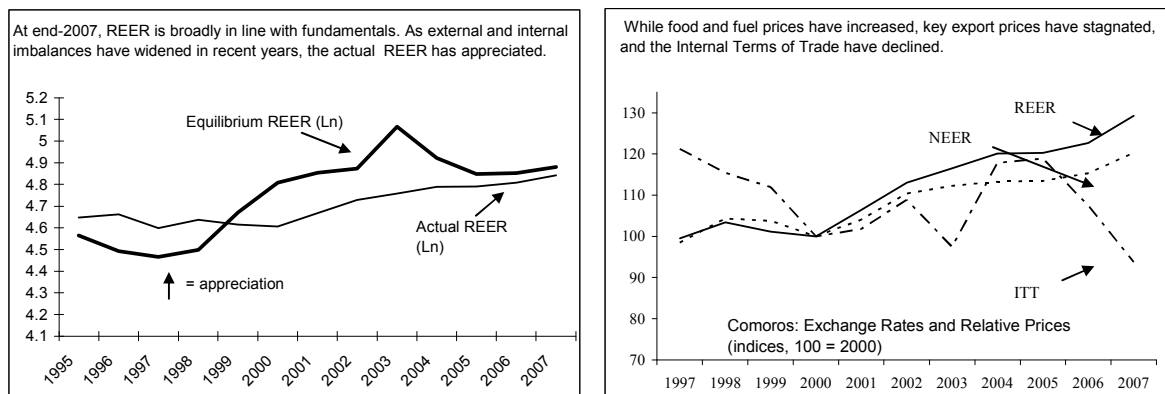 At end-2007, REER is broadly in line with fundamentals. As external and internal
imbalances have widened in recent years, the actual REER has appreciated.
5.2
5.1
5
4.9
4.8
4.7
4.6
4.5
4.4
4.3
4.2
4.1
Equilibrium REER (Ln)
Actual REER
(Ln)
= appreciation
1995
1996
1997
1998
1999
2000
2001
2002
2003
2004
2005
2006
2007
While food and fuel prices have increased, key export prices have stagnated,
and the Internal Terms of Trade have declined.
130
120
110
100
90
80
70
REER
NEER
ITT
Comoros: Exchange Rates and Relative Prices
(indices, 100 = 2000)
1997 1998 1999 2000 2001 2002 2003 2004 2005 2006 2007